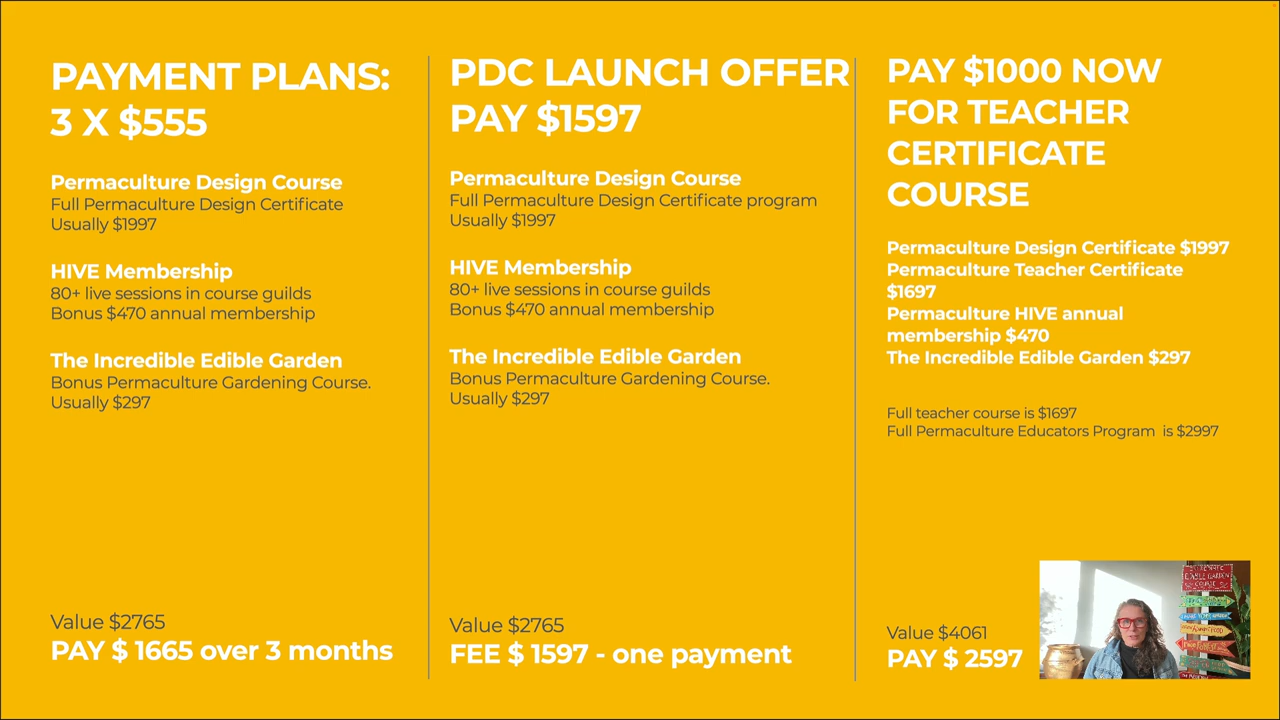 PAYMENT PLANS:
3 X $555
Permaculture Design Course
Full Permaculture Design Certificate
Usually $1997
HIVE Membership
80+ live sessions in course guilds
Bonus $470 annual membership
The Incredible Edible Garden
Bonus Permaculture Gardening Course.
Usually $297
Value $2765
PAY $ 1665 over 3 months
PDC LAUNCH OFFER
PAY $1597
Permaculture Design Course
Full Permaculture Design Certificate program
Usually $1997
HIVE Membership
80+ live sessions in course guilds
Bonus $470 annual membership
The Incredible Edible Garden
Bonus Permaculture Gardening Course.
Usually $297
Value $2765
FEE $ 1597 - one payment
PAY $1000 NOW
FOR TEACHER
CERTIFICATE
COURSE
Permaculture Design Certificate $1997
Permaculture Teacher Certificate
$1697
Permaculture HIVE annual
membership $470
The Incredible Edible Garden $297
Full teacher course is $1697
Full Permaculture Educators Program is $2997
Value $4061
PAY $ 2597
EDIBLE GARDEN
COURSE